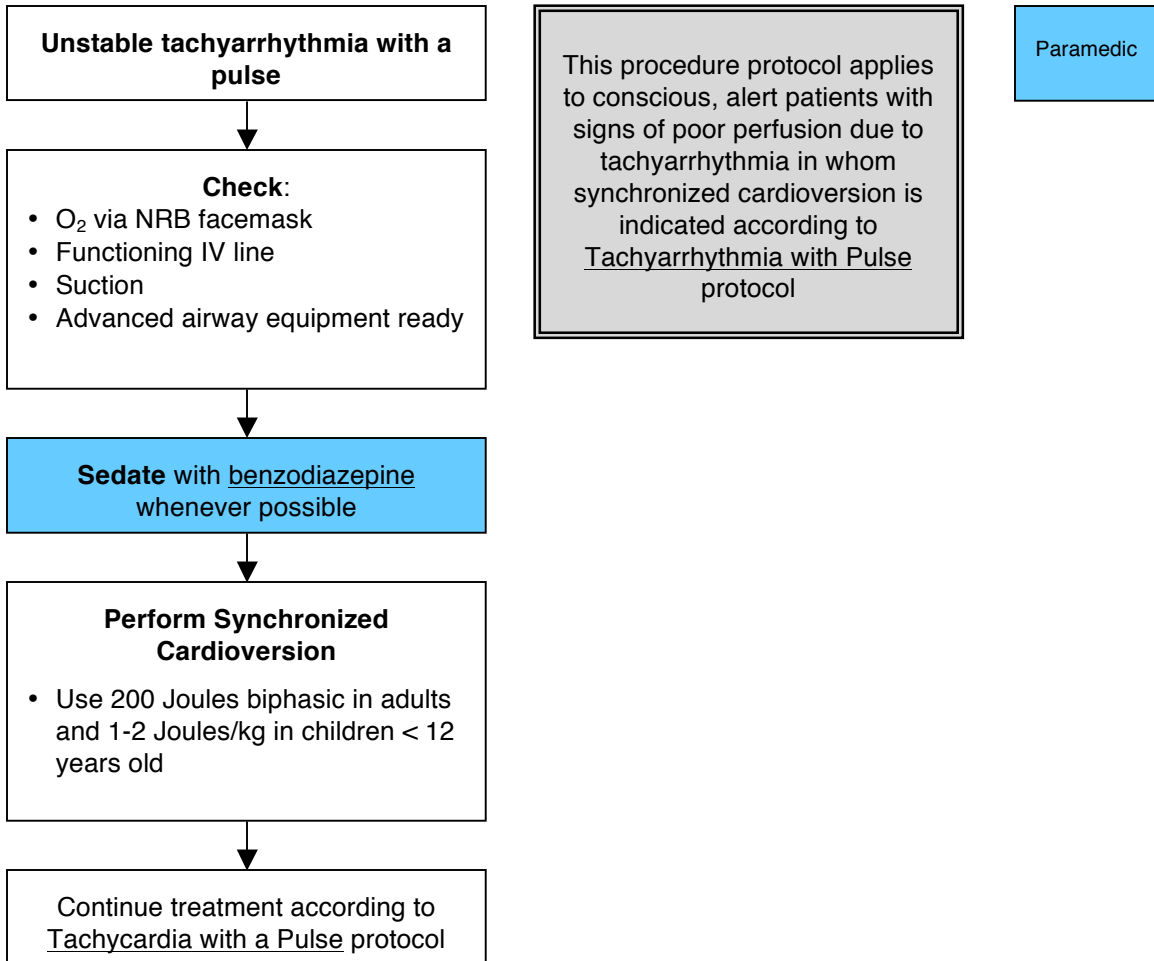 Unstable tachyarrhythmia with a
pulse
Check:
• O₂ via NRB facemask
• Functioning IV line
• Suction
• Advanced airway equipment ready
Sedate with benzodiazepine
whenever possible
Perform Synchronized
Cardioversion
• Use 200 Joules biphasic in adults
and 1-2 Joules/kg in children < 12
years old
Continue treatment according to
Tachycardia with a Pulse protocol
This procedure protocol applies
to conscious, alert patients with
signs of poor perfusion due to
tachyarrhythmia in whom
synchronized cardioversion is
indicated according to
Tachyarrhythmia with Pulse
protocol
Paramedic